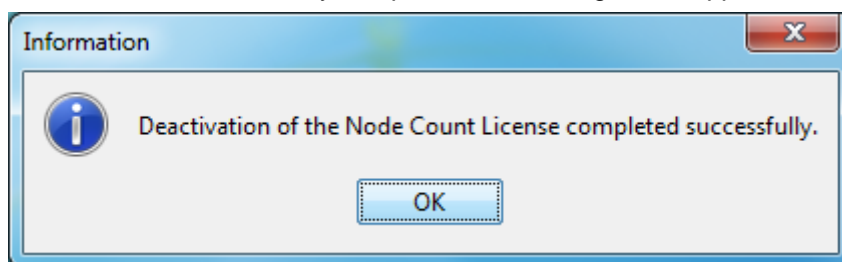 Information
Deactivation of the Node Count License completed successfully.
OK